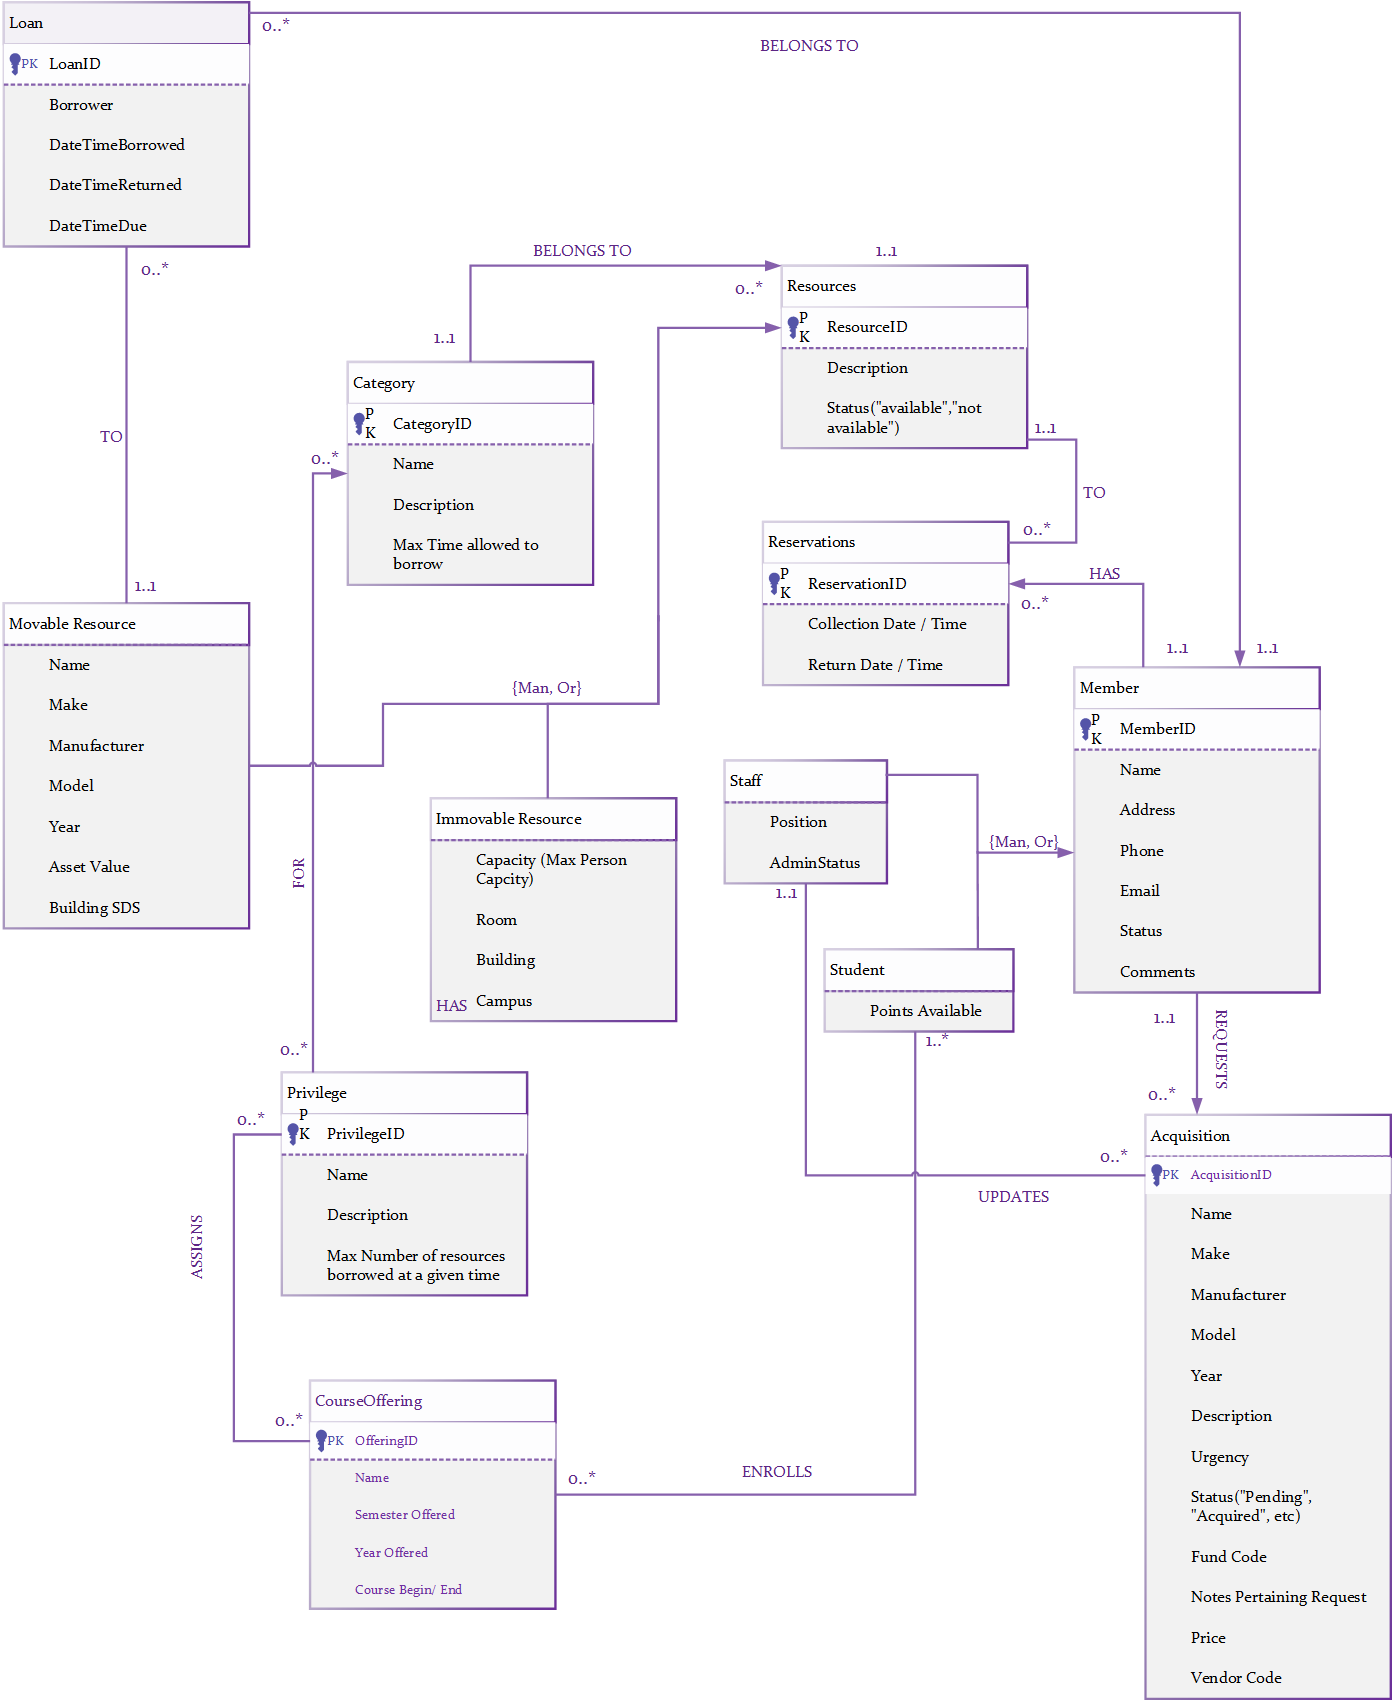 Loan
PK LoanID
Borrower
DateTimeBorrowed
DateTimeReturned
DateTimeDue
0..*
BELONGS TO
0..*
TO
1..1
BELONGS TO
1..1
0..*
1..1
Resources
P
K ResourceID
Description
Status("available","not
available")
1..1
TO
0..*
Category
P
K CategoryID
Name
Description
Max Time allowed to
borrow
0..*
Reservations
P
K ReservationID
Collection Date / Time
Return Date / Time
HAS
0..*
1..1
1..1
Movable Resource
Name
Make
Manufacturer
Model
Year
Asset Value
Building SDS
{Man, Or}
Member
P
K MemberID
Name
Address
Phone
Email
Status
Comments
Staff
Position
AdminStatus
1..1
{Man, Or}
Immovable Resource
Capacity (Max Person
Capcity)
Room
Building
Campus
HAS
FOR
Student
Points Available
1..*
1..1
REQUESTS
0..*
0..*
Privilege
P
K PrivilegeID
Name
Description
Max Number of resources
borrowed at a given time
0..*
ASSIGNS
0..*
0..*
UPDATES
Acquisition
PK AcquisitionID
Name
Make
Manufacturer
Model
Year
Description
Urgency
Status("Pending",
"Acquired", etc)
Fund Code
Notes Pertaining Request
Price
Vendor Code
CourseOffering
PK OfferingID
Name
Semester Offered
Year Offered
Course Begin/ End
0..*
ENROLLS